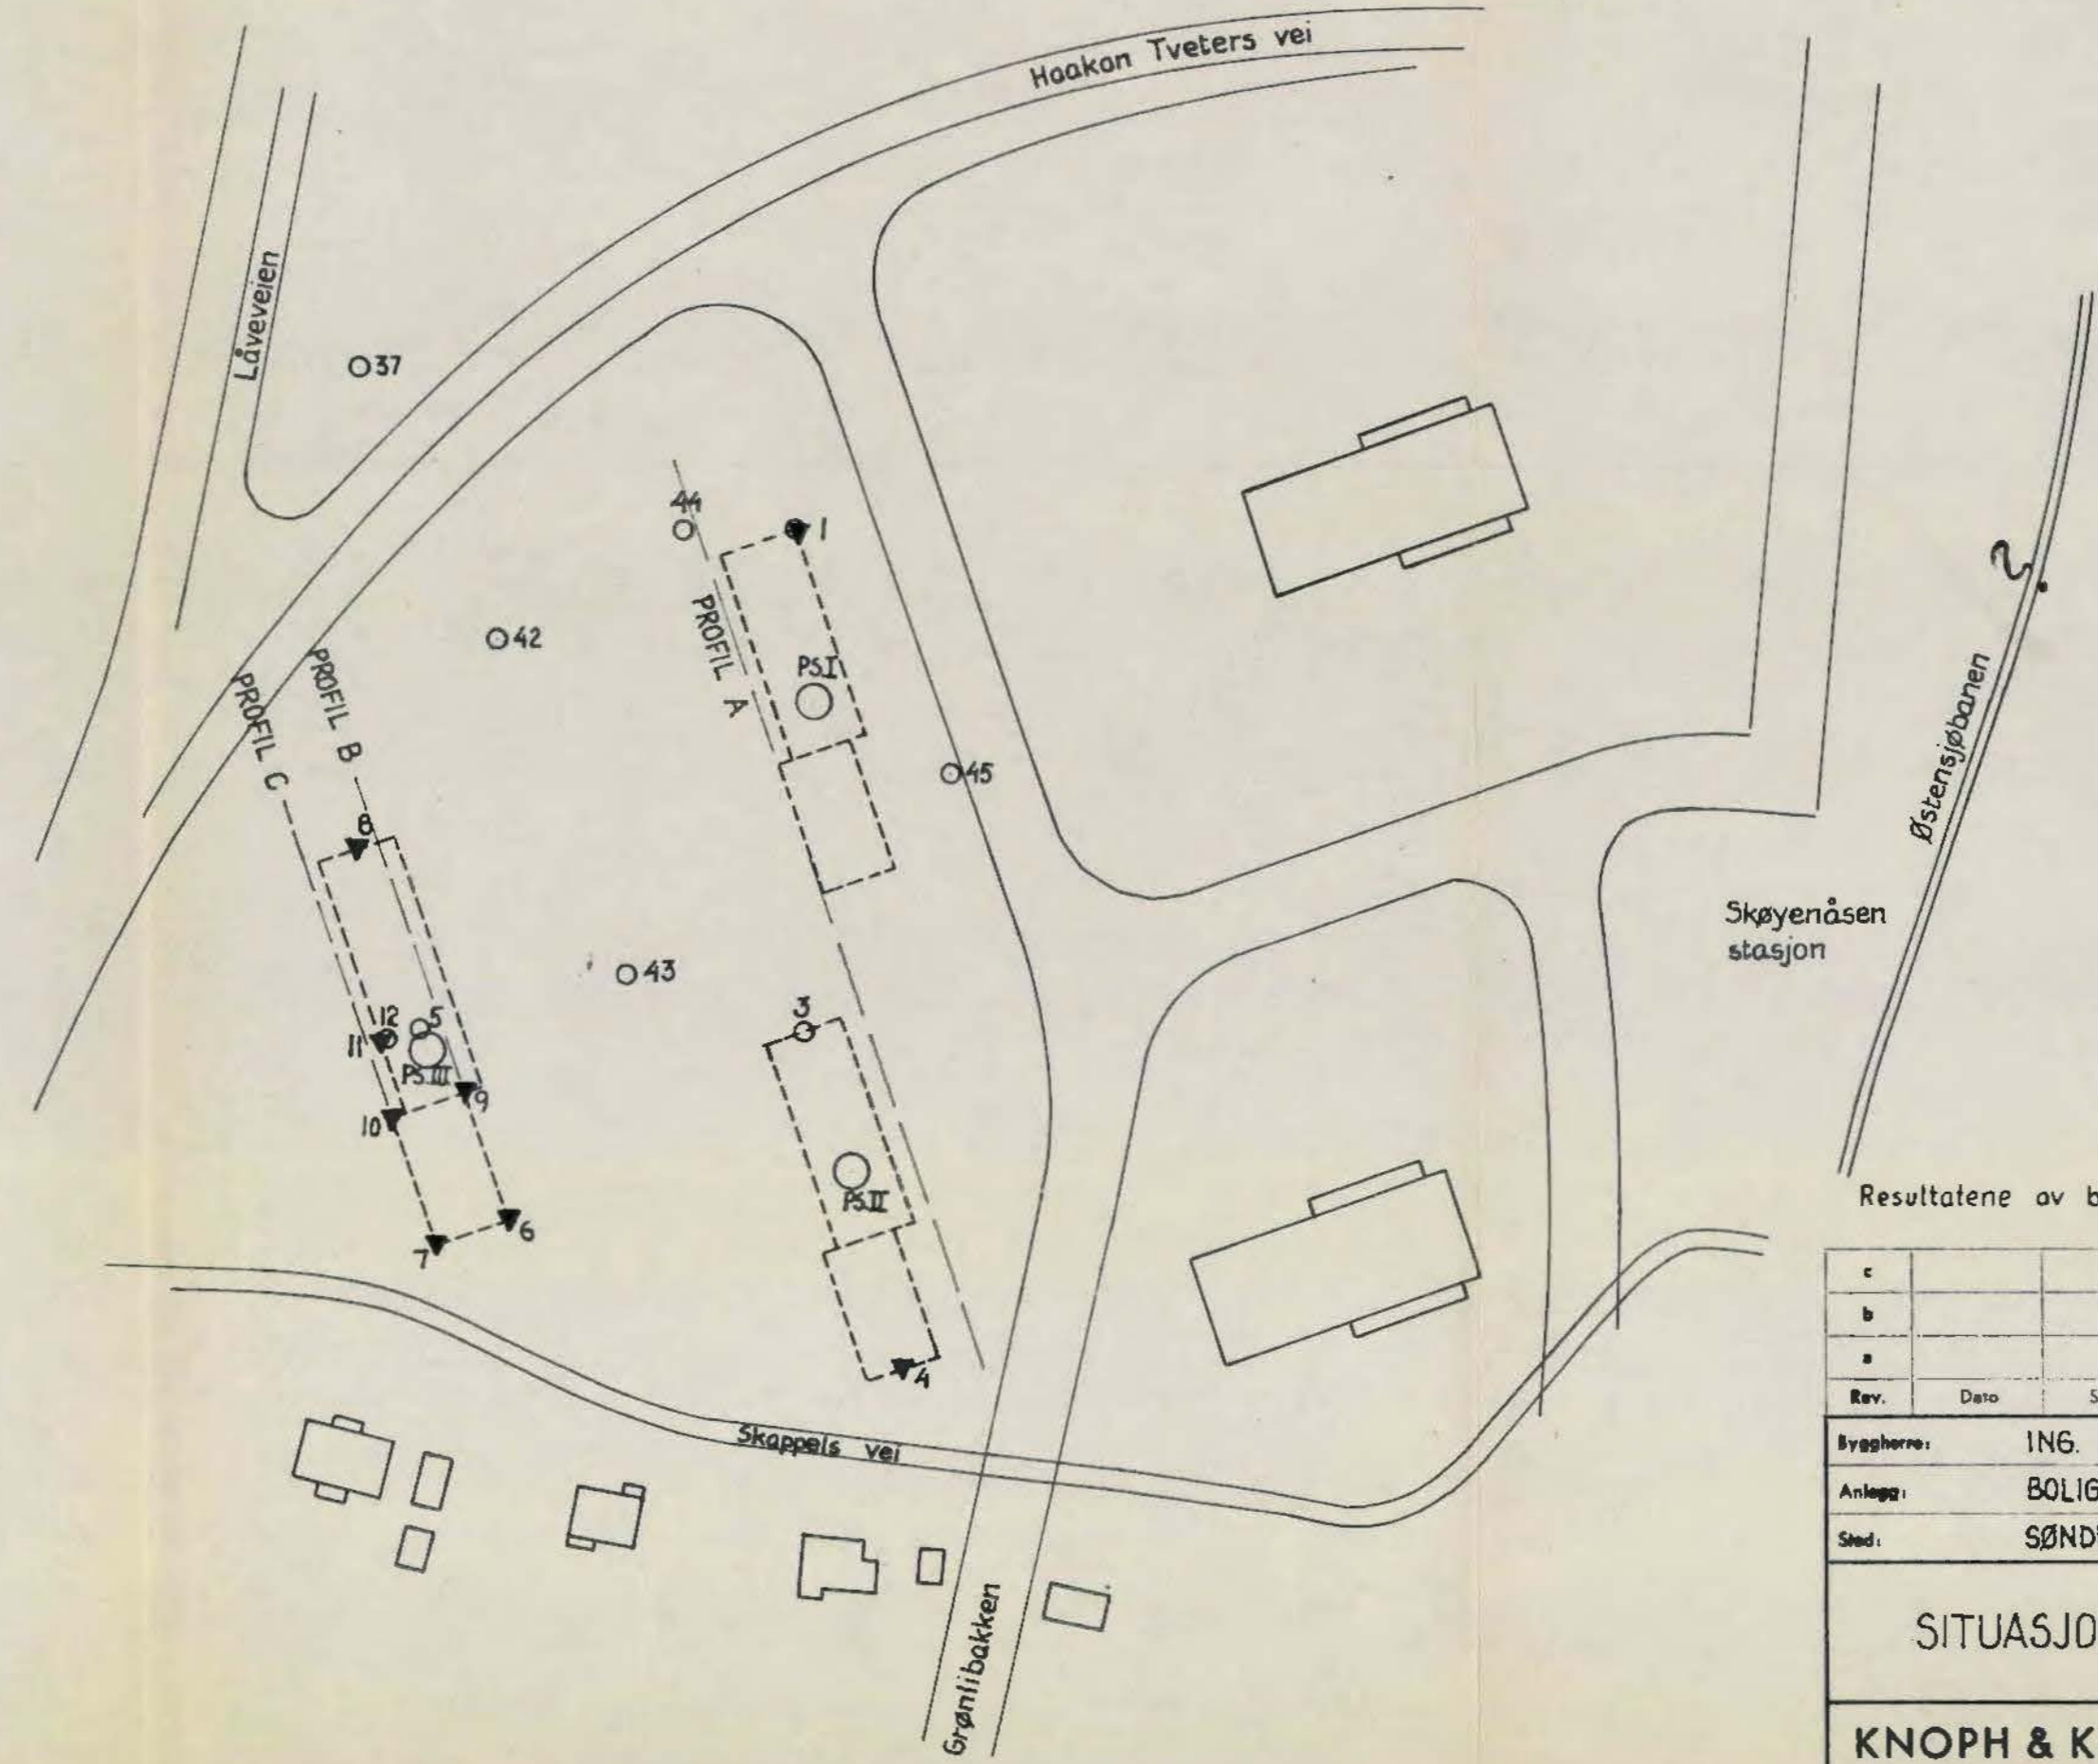 Haakon Tveters vei
Låveveien
37
44
1
42
PROFIL A
PS.I
PROFIL B
PROFIL C
45
8
Østensjøbanen
Skøyenåsen
stasjon
43
3
12
5
11
PS.III
9
10
PS.II
6
7
4
Skappels vei
Grønlibakken
Resultatene av b
c
b
a
Rev. Dato S
Byggherre: ING.
Anlegg: BOLIG
Sted: SØND
SITUASJO
KNOPH & K